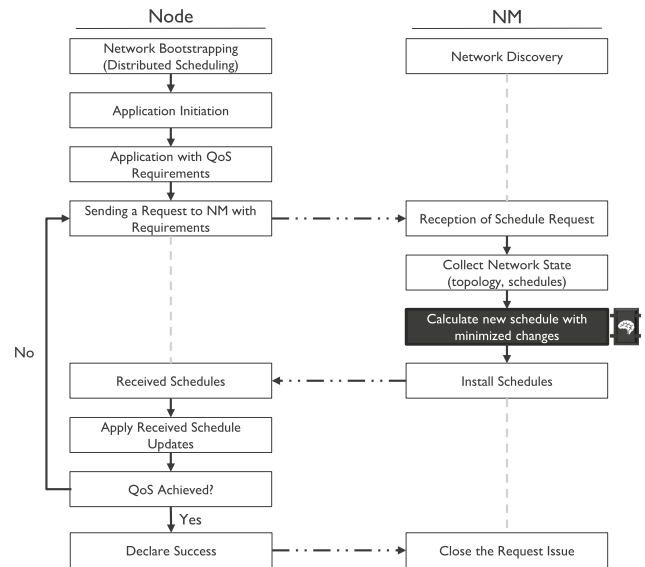 Node
NM
Network Bootstrapping
(Distributed Scheduling)
Network Discovery
Application Initiation
Application with QoS
Requirements
Sending a Request to NM with
Requirements
Reception of Schedule Request
Collect Network State
(topology, schedules)
Calculate new schedule with
minimized changes
No
Received Schedules
Install Schedules
Apply Received Schedule
Updates
QoS Achieved?
Yes
Declare Success
Close the Request Issue